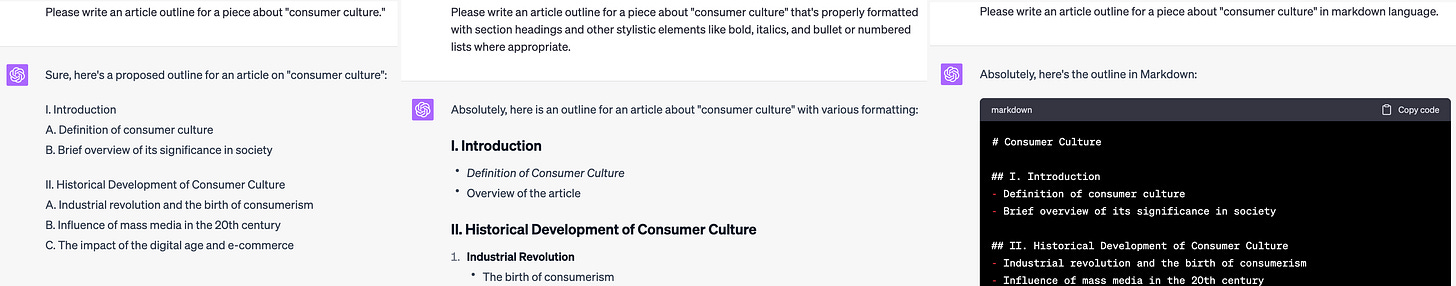 Please write an article outline for a piece about "consumer culture."
Sure, here's a proposed outline for an article on "consumer culture":
I. Introduction
A. Definition of consumer culture
B. Brief overview of its significance in society
II. Historical Development of Consumer Culture
A. Industrial revolution and the birth of consumerism
B. Influence of mass media in the 20th century
C. The impact of the digital age and e-commerce
Please write an article outline for a piece about "consumer culture" that's properly formatted
with section headings and other stylistic elements like bold, italics, and bullet or numbered
lists where appropriate.
Absolutely, here is an outline for an article about "consumer culture" with various formatting:
I. Introduction
• Definition of Consumer Culture
• Overview of the article
II. Historical Development of Consumer Culture
1. Industrial Revolution
• The birth of consumerism
Please write an article outline for a piece about "consumer culture" in markdown language.
Absolutely, here's the outline in Markdown:
markdown Copy code
# Consumer Culture
## I. Introduction
- Definition of consumer culture
- Brief overview of its significance in society
## II. Historical Development of Consumer Culture
- Industrial revolution and the birth of consumerism
- Influence of mass media in the 20th century